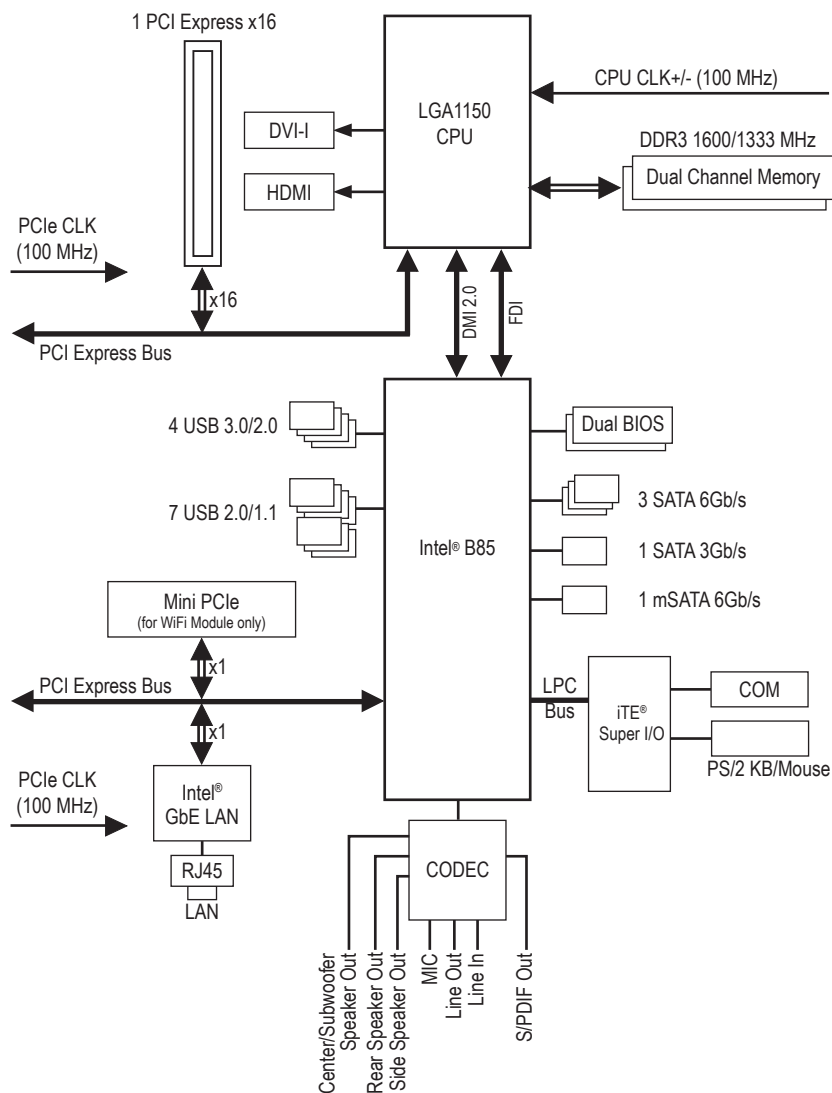 1 PCI Express x16
LGA1150
CPU
CPU CLK+/- (100 MHz)
DVI-I
HDMI
DDR3 1600/1333 MHz
Dual Channel Memory
PCIe CLK
(100 MHz)
x16
PCI Express Bus
DMI 2.0
FDI
4 USB 3.0/2.0
Dual BIOS
7 USB 2.0/1.1
3 SATA 6Gb/s
Intel® B85
1 SATA 3Gb/s
1 mSATA 6Gb/s
Mini PCIe
(for WiFi Module only)
x1
PCI Express Bus
x1
LPC
Bus
iTE®
Super I/O
COM
PS/2 KB/Mouse
PCIe CLK
(100 MHz)
Intel®
GbE LAN
RJ45
LAN
CODEC
Center/Subwoofer
Speaker Out
Rear Speaker Out
Side Speaker Out
MIC
Line Out
Line In
S/PDIF Out